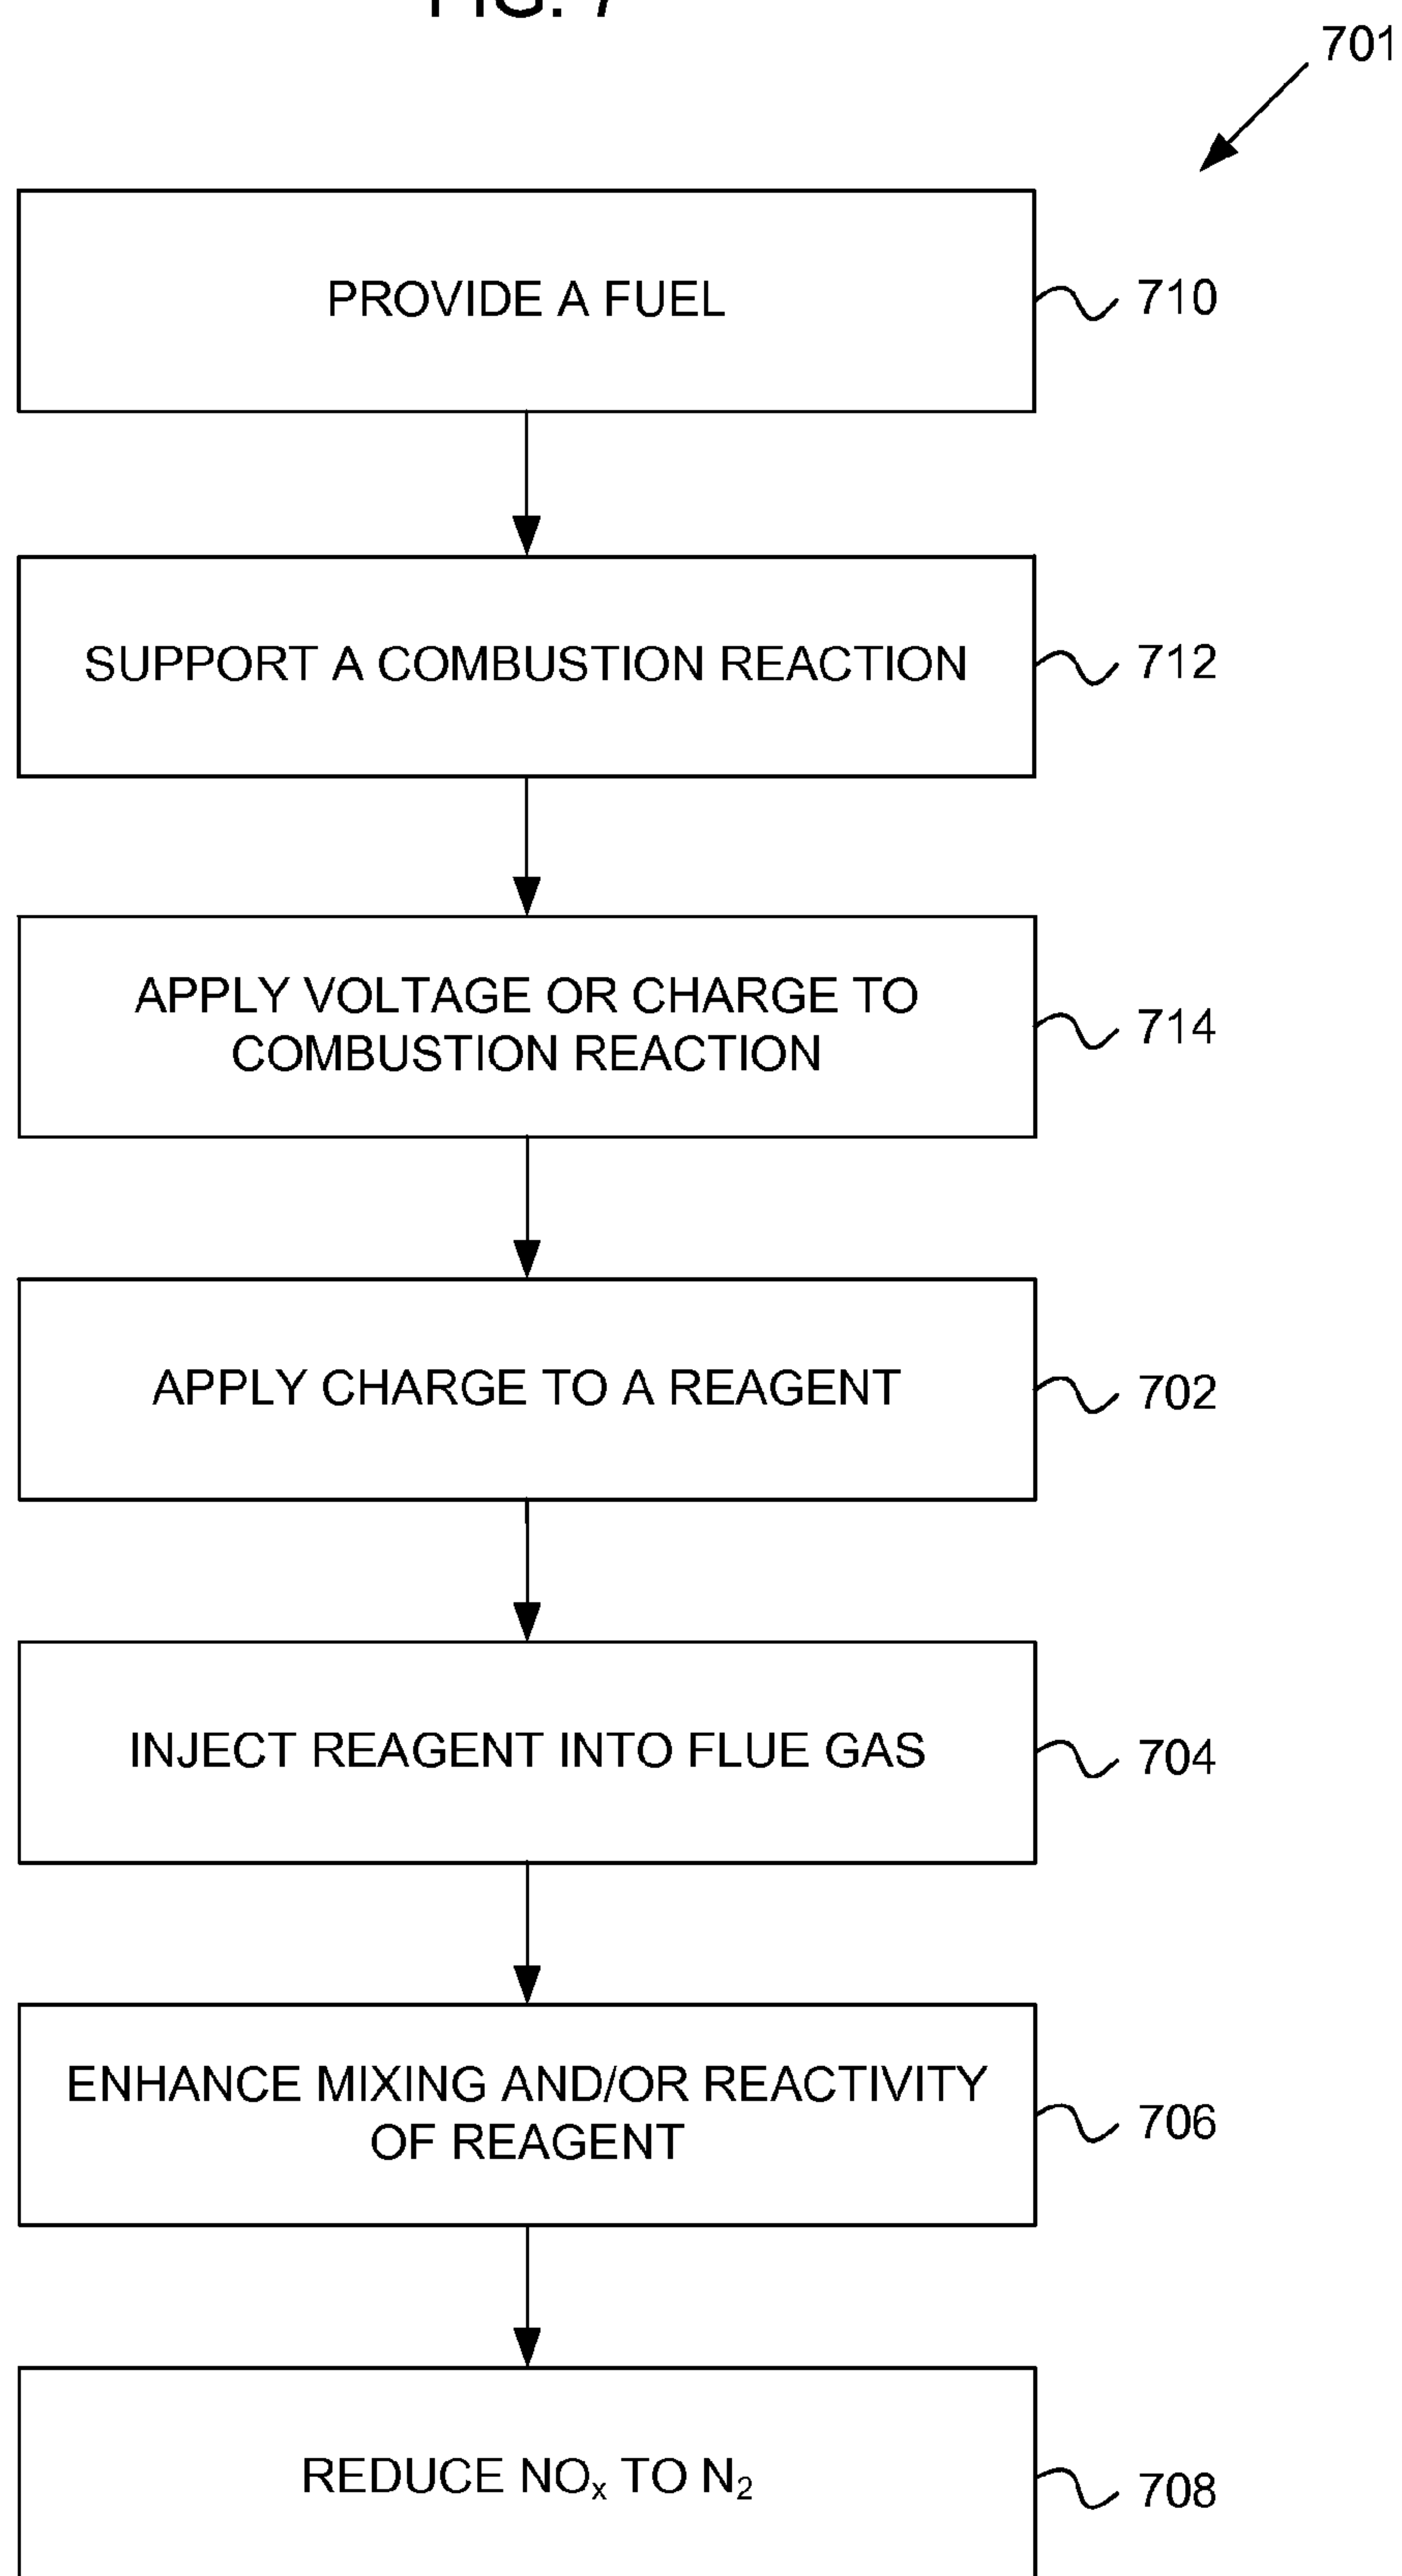 FIG. 7
701
PROVIDE A FUEL
710
SUPPORT A COMBUSTION REACTION
712
APPLY VOLTAGE OR CHARGE TO
COMBUSTION REACTION
714
APPLY CHARGE TO A REAGENT
702
INJECT REAGENT INTO FLUE GAS
704
ENHANCE MIXING AND/OR REACTIVITY
OF REAGENT
706
REDUCE NOₓ TO N₂
708